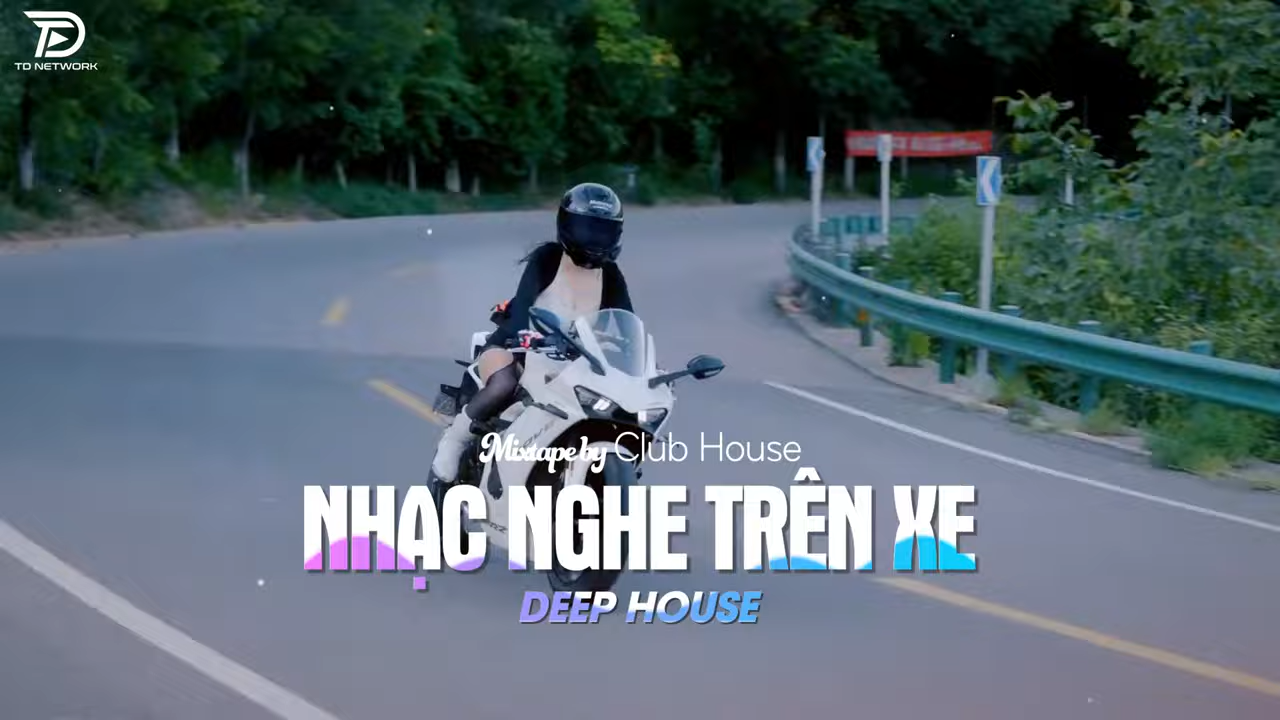 TD NETWORK
Mixtape by Club House
NHẠC NGHE TRÊN XE
DEEP HOUSE